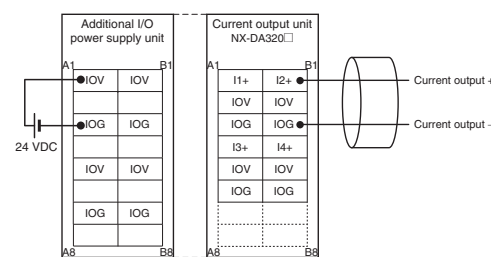 Additional I/O
power supply unit
Current output unit
NX-DA320□
A1 B1
A1 B1
IOV IOV
IOG IOG
IOV IOV
IOG IOG
A8 B8
24 VDC
I1+ I2+
IOV IOV
IOG IOG
I3+ I4+
IOV IOV
IOG IOG
A8 B8
Current output +
Current output -